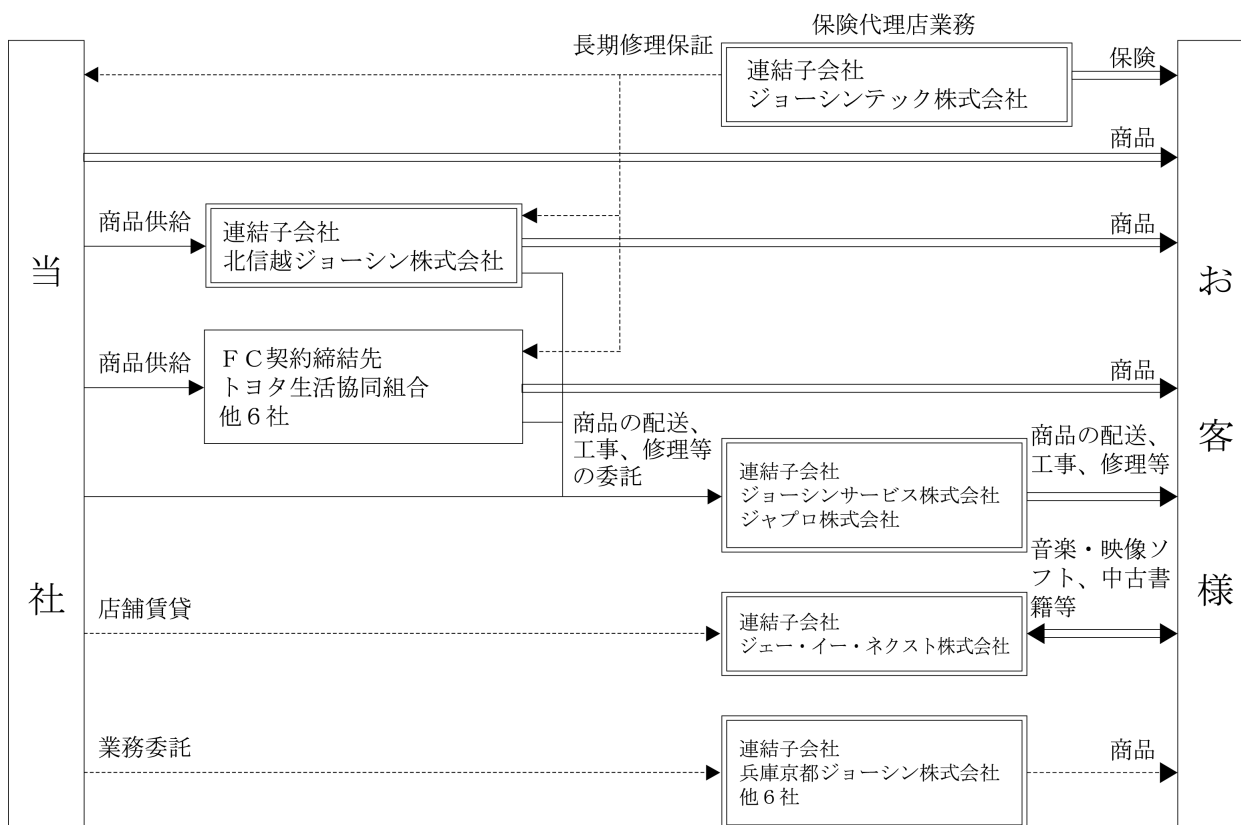 保険代理店業務
長期修理保証
連結子会社
ジョーシンテック株式会社
保険
商品
商品供給
連結子会社
北信越ジョーシン株式会社
商品
当社
お客様
商品供給
ＦＣ契約締結先
トヨタ生活協同組合
他６社
商品
商品の配送、
工事、修理等
の委託
連結子会社
ジョーシンサービス株式会社
ジャプロ株式会社
商品の配送、
工事、修理等
音楽・映像ソ
フト、中古書
籍等
店舗賃貸
連結子会社
ジェー・イー・ネクスト株式会社
業務委託
連結子会社
兵庫京都ジョーシン株式会社
他６社
商品